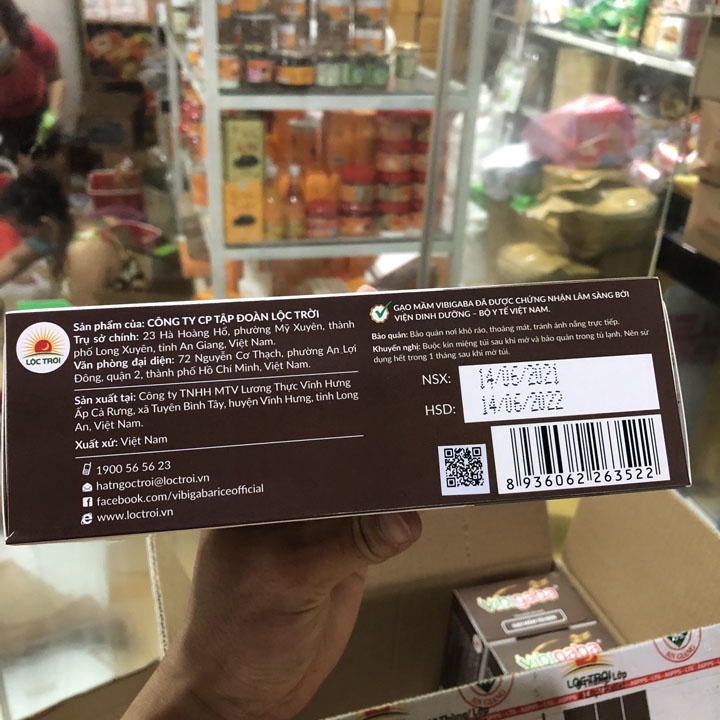 LỘC TRỜI
Sản phẩm của: CÔNG TY CP TẬP ĐOÀN LỘC TRỜI
Trụ sở chính: 23 Hà Hoàng Hổ, phường Mỹ Xuyên, thành
phố Long Xuyên, tỉnh An Giang, Việt Nam.
Văn phòng đại diện: 72 Nguyễn Cơ Thạch, phường An Lợi
Đông, quận 2, thành phố Hồ Chí Minh, Việt Nam.
Sản xuất tại: Công ty TNHH MTV Lương Thực Vĩnh Hưng
Ấp Cả Rưng, xã Tuyên Bình Tây, huyện Vĩnh Hưng, tỉnh Long
An, Việt Nam.
Xuất xứ: Việt Nam
1900 56 56 23
hatngoctroi@loctroi.vn
facebook.com/vibigabariceofficial
www.loctroi.vn
GẠO MẦM VIBIGABA ĐÃ ĐƯỢC CHỨNG NHẬN LÂM SÀNG BỞI
VIỆN DINH DƯỠNG – BỘ Y TẾ VIỆT NAM.
Bảo quản: Bảo quản nơi khô ráo, thoáng mát, tránh ánh nắng trực tiếp.
Khuyến nghị: Buộc kín miệng túi sau khi mở và bảo quản trong tủ lạnh. Nên sử
dụng hết trong 1 tháng sau khi mở túi.
NSX: 14/06/2021
HSD: 14/06/2022
8 936062 263522
Vibigaba
Vibigaba
LỘC TRỜI